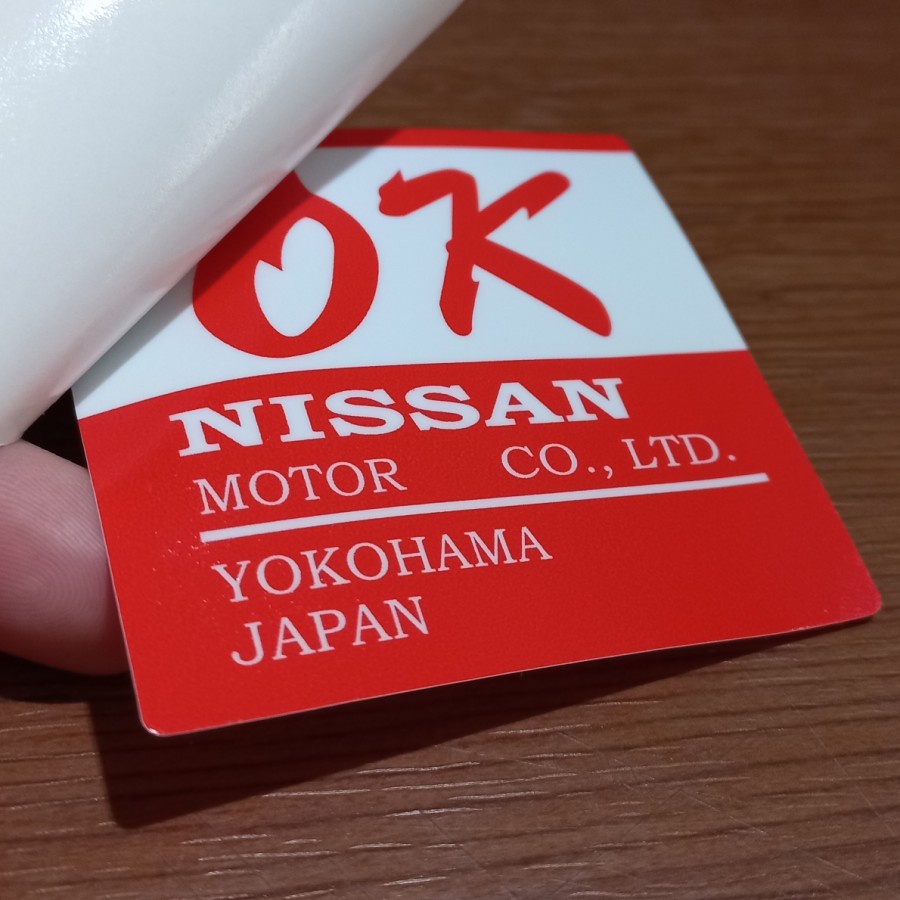 OK
NISSAN
MOTOR CO., LTD.
YOKOHAMA
JAPAN